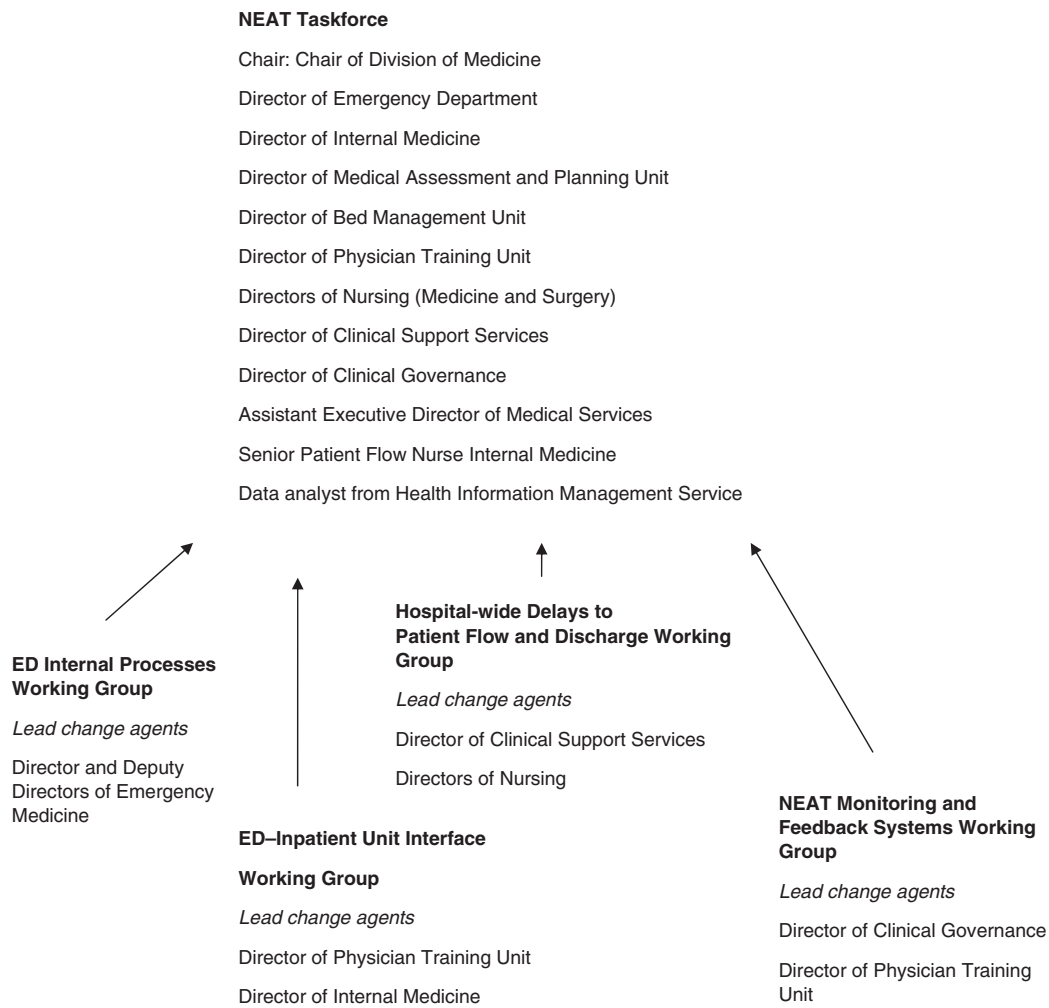 NEAT Taskforce
Chair: Chair of Division of Medicine
Director of Emergency Department
Director of Internal Medicine
Director of Medical Assessment and Planning Unit
Director of Bed Management Unit
Director of Physician Training Unit
Directors of Nursing (Medicine and Surgery)
Director of Clinical Support Services
Director of Clinical Governance
Assistant Executive Director of Medical Services
Senior Patient Flow Nurse Internal Medicine
Data analyst from Health Information Management Service
ED Internal Processes
Working Group
Lead change agents
Director and Deputy
Directors of Emergency
Medicine
ED–Inpatient Unit Interface
Working Group
Lead change agents
Director of Physician Training Unit
Director of Internal Medicine
Hospital-wide Delays to
Patient Flow and Discharge Working
Group
Lead change agents
Director of Clinical Support Services
Directors of Nursing
NEAT Monitoring and
Feedback Systems Working
Group
Lead change agents
Director of Clinical Governance
Director of Physician Training
Unit